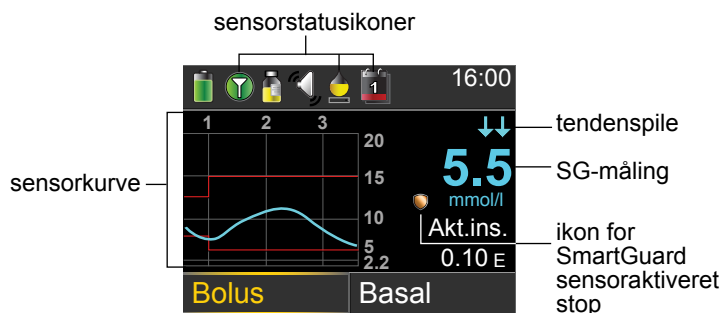 sensorstatusikoner
1
16:00
1 2 3
20
15
10
5
2.2
sensorkurve
5.5
mmol/l
Akt.ins.
0.10 E
tendenspile
SG-måling
ikon for
SmartGuard
sensoraktiveret
stop
Bolus Basal